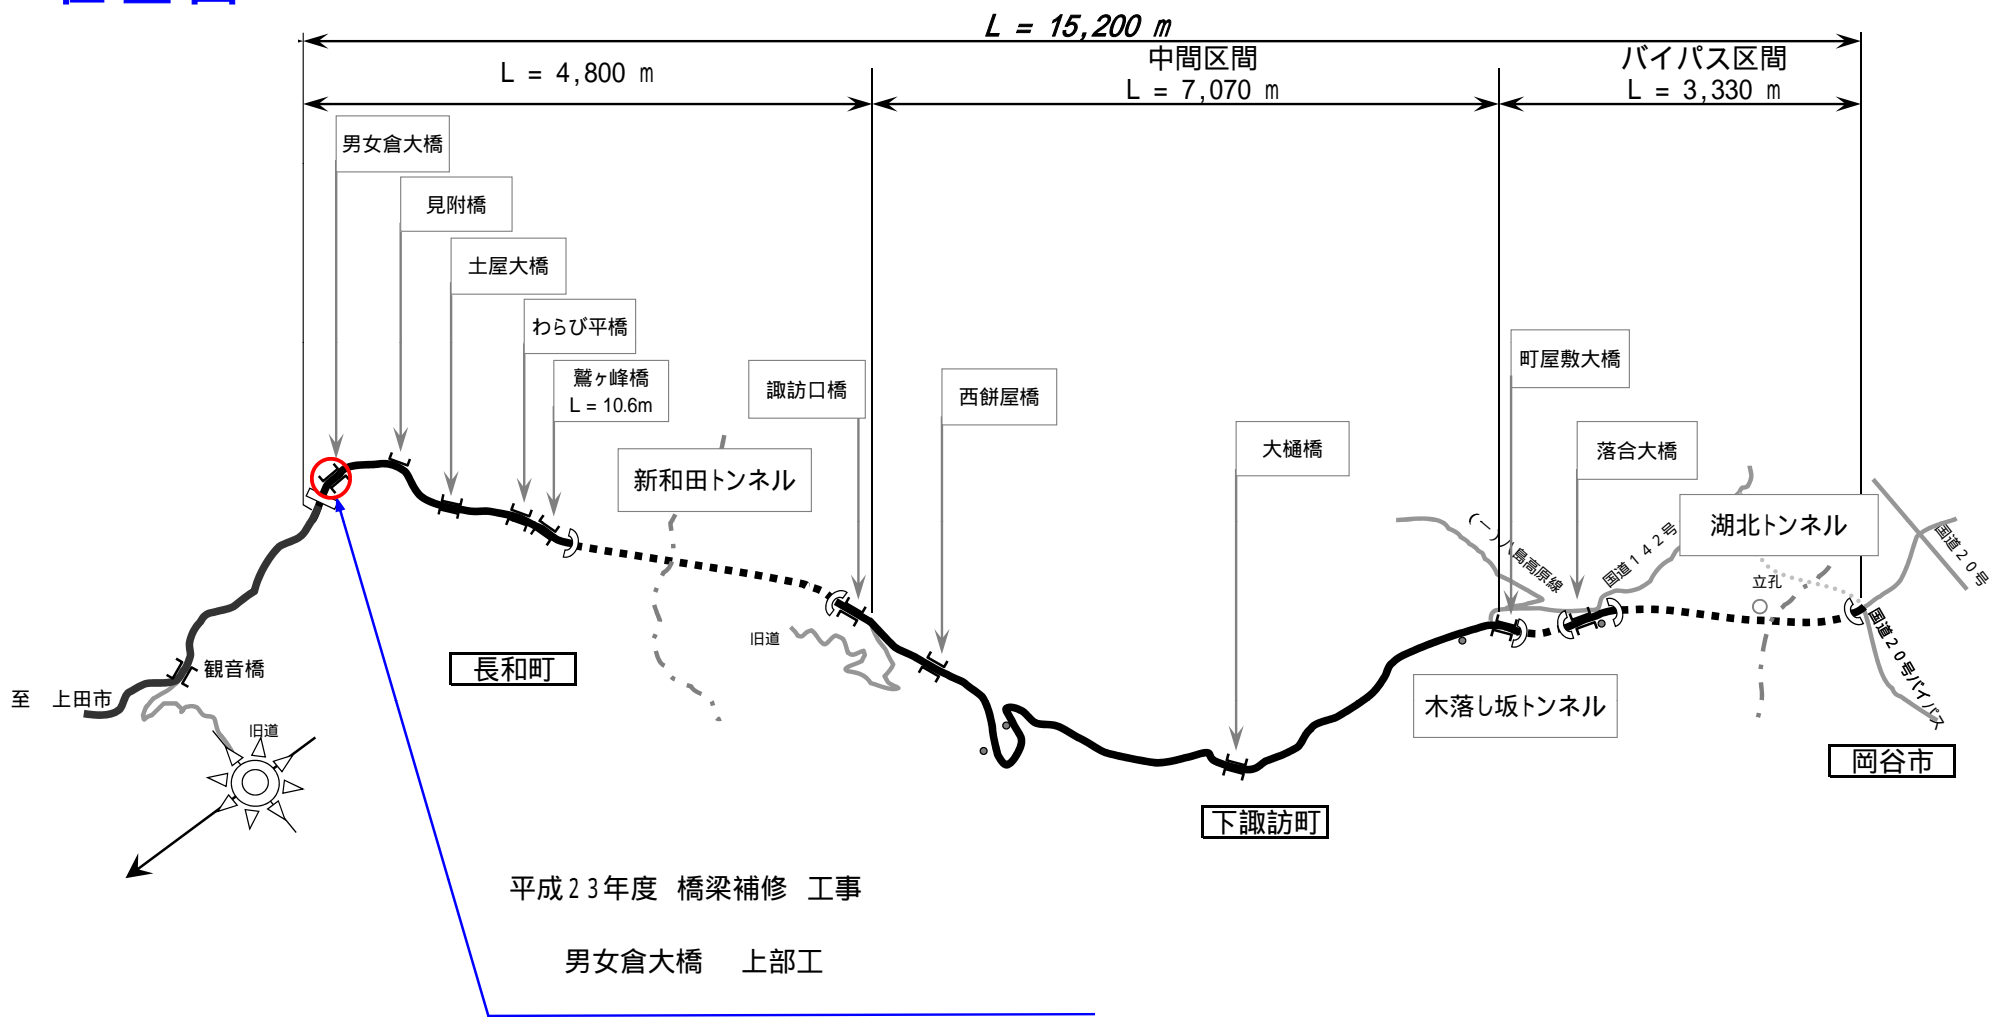 L = 15,200 m
L = 4,800 m
中間区間
L = 7,070 m
バイパス区間
L = 3,330 m
男女倉大橋
見附橋
土屋大橋
わらび平橋
鷲ヶ峰橋
L = 10.6m
諏訪口橋
西餅屋橋
町屋敷大橋
大樋橋
落合大橋
新和田トンネル
湖北トンネル
(一)八島高原線
国道142号
国道20号
立孔
国道20号バイパス
旧道
長和町
観音橋
至 上田市
旧道
木落し坂トンネル
岡谷市
下諏訪町
平成23年度 橋梁補修 工事
男女倉大橋 上部工